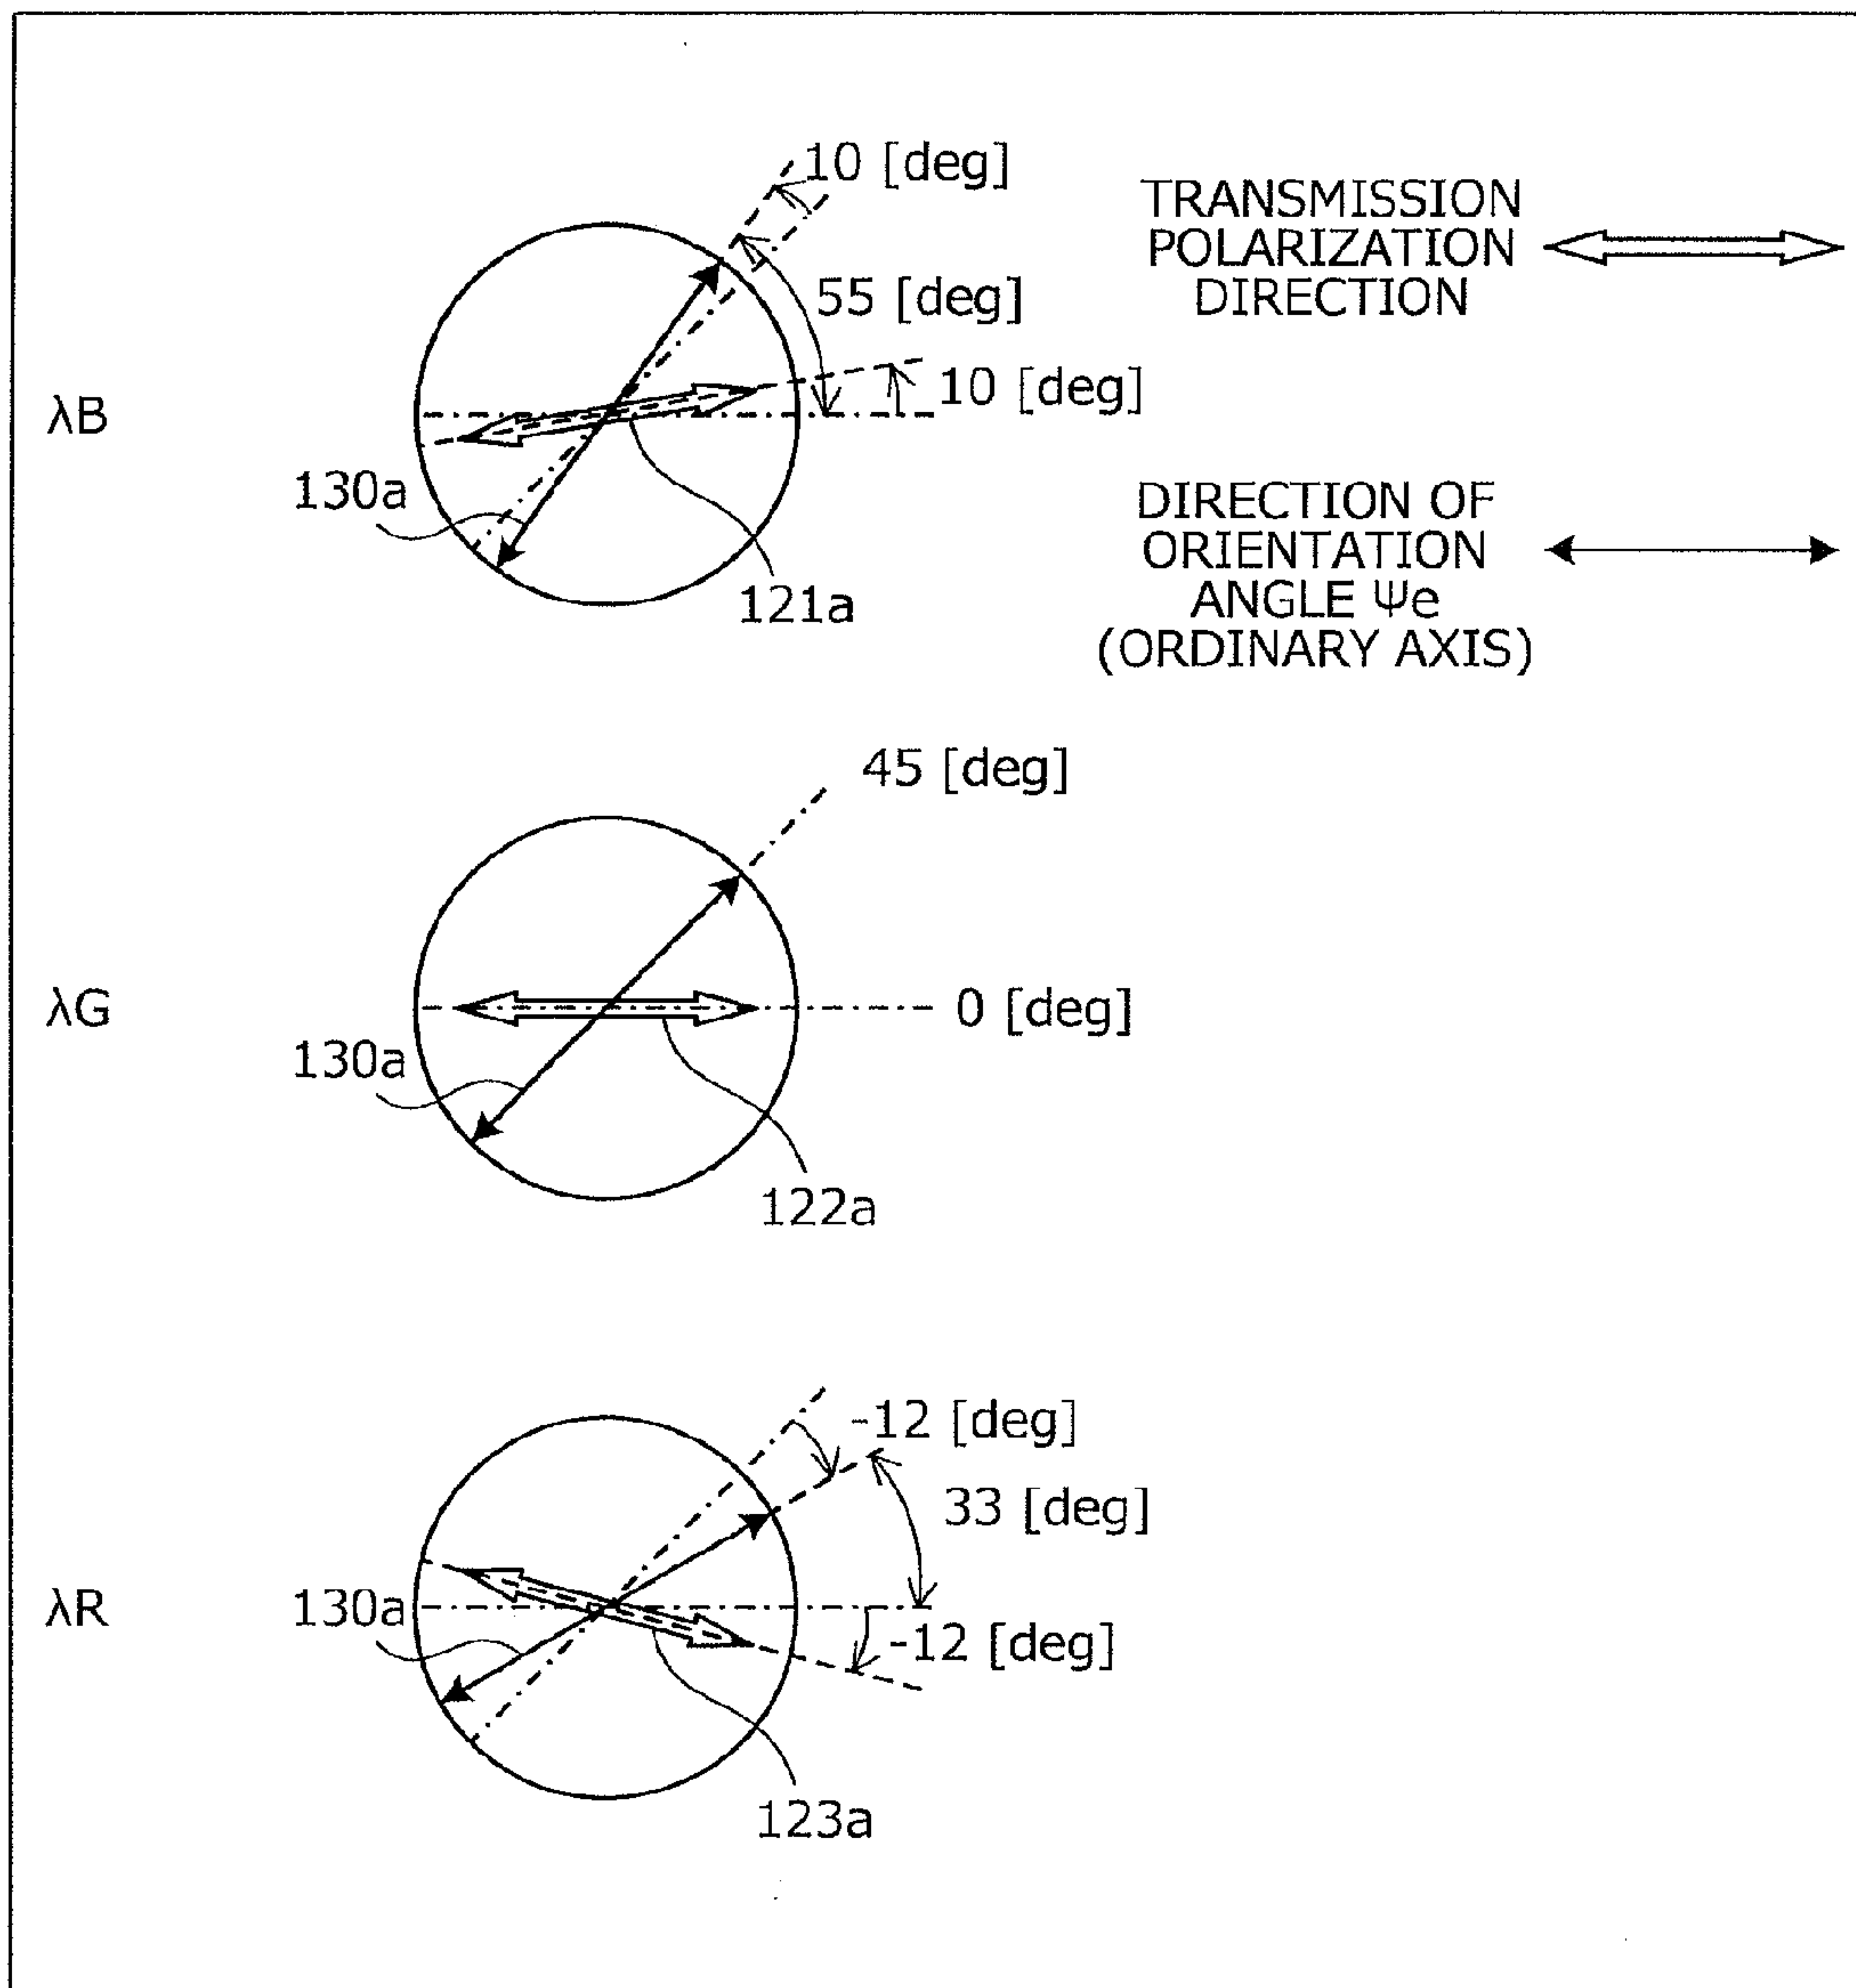 10 [deg]
TRANSMISSION
POLARIZATION
DIRECTION
55 [deg]
10 [deg]
λB
130a
121a
DIRECTION OF
ORIENTATION
ANGLE Ψe
(ORDINARY AXIS)
45 [deg]
λG
0 [deg]
130a
122a
-12 [deg]
33 [deg]
λR
130a
-12 [deg]
123a